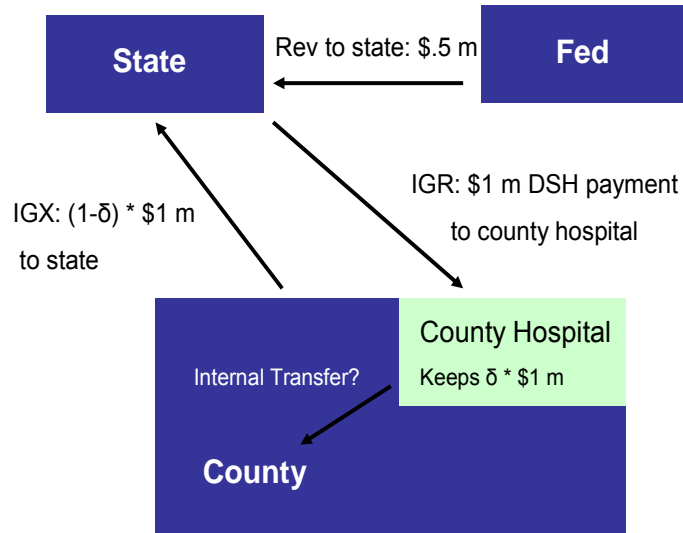 State
Rev to state: $.5 m
Fed
IGX: (1-δ) * $1 m
to state
IGR: $1 m DSH payment
to county hospital
County Hospital
Internal Transfer?
Keeps δ * $1 m
County